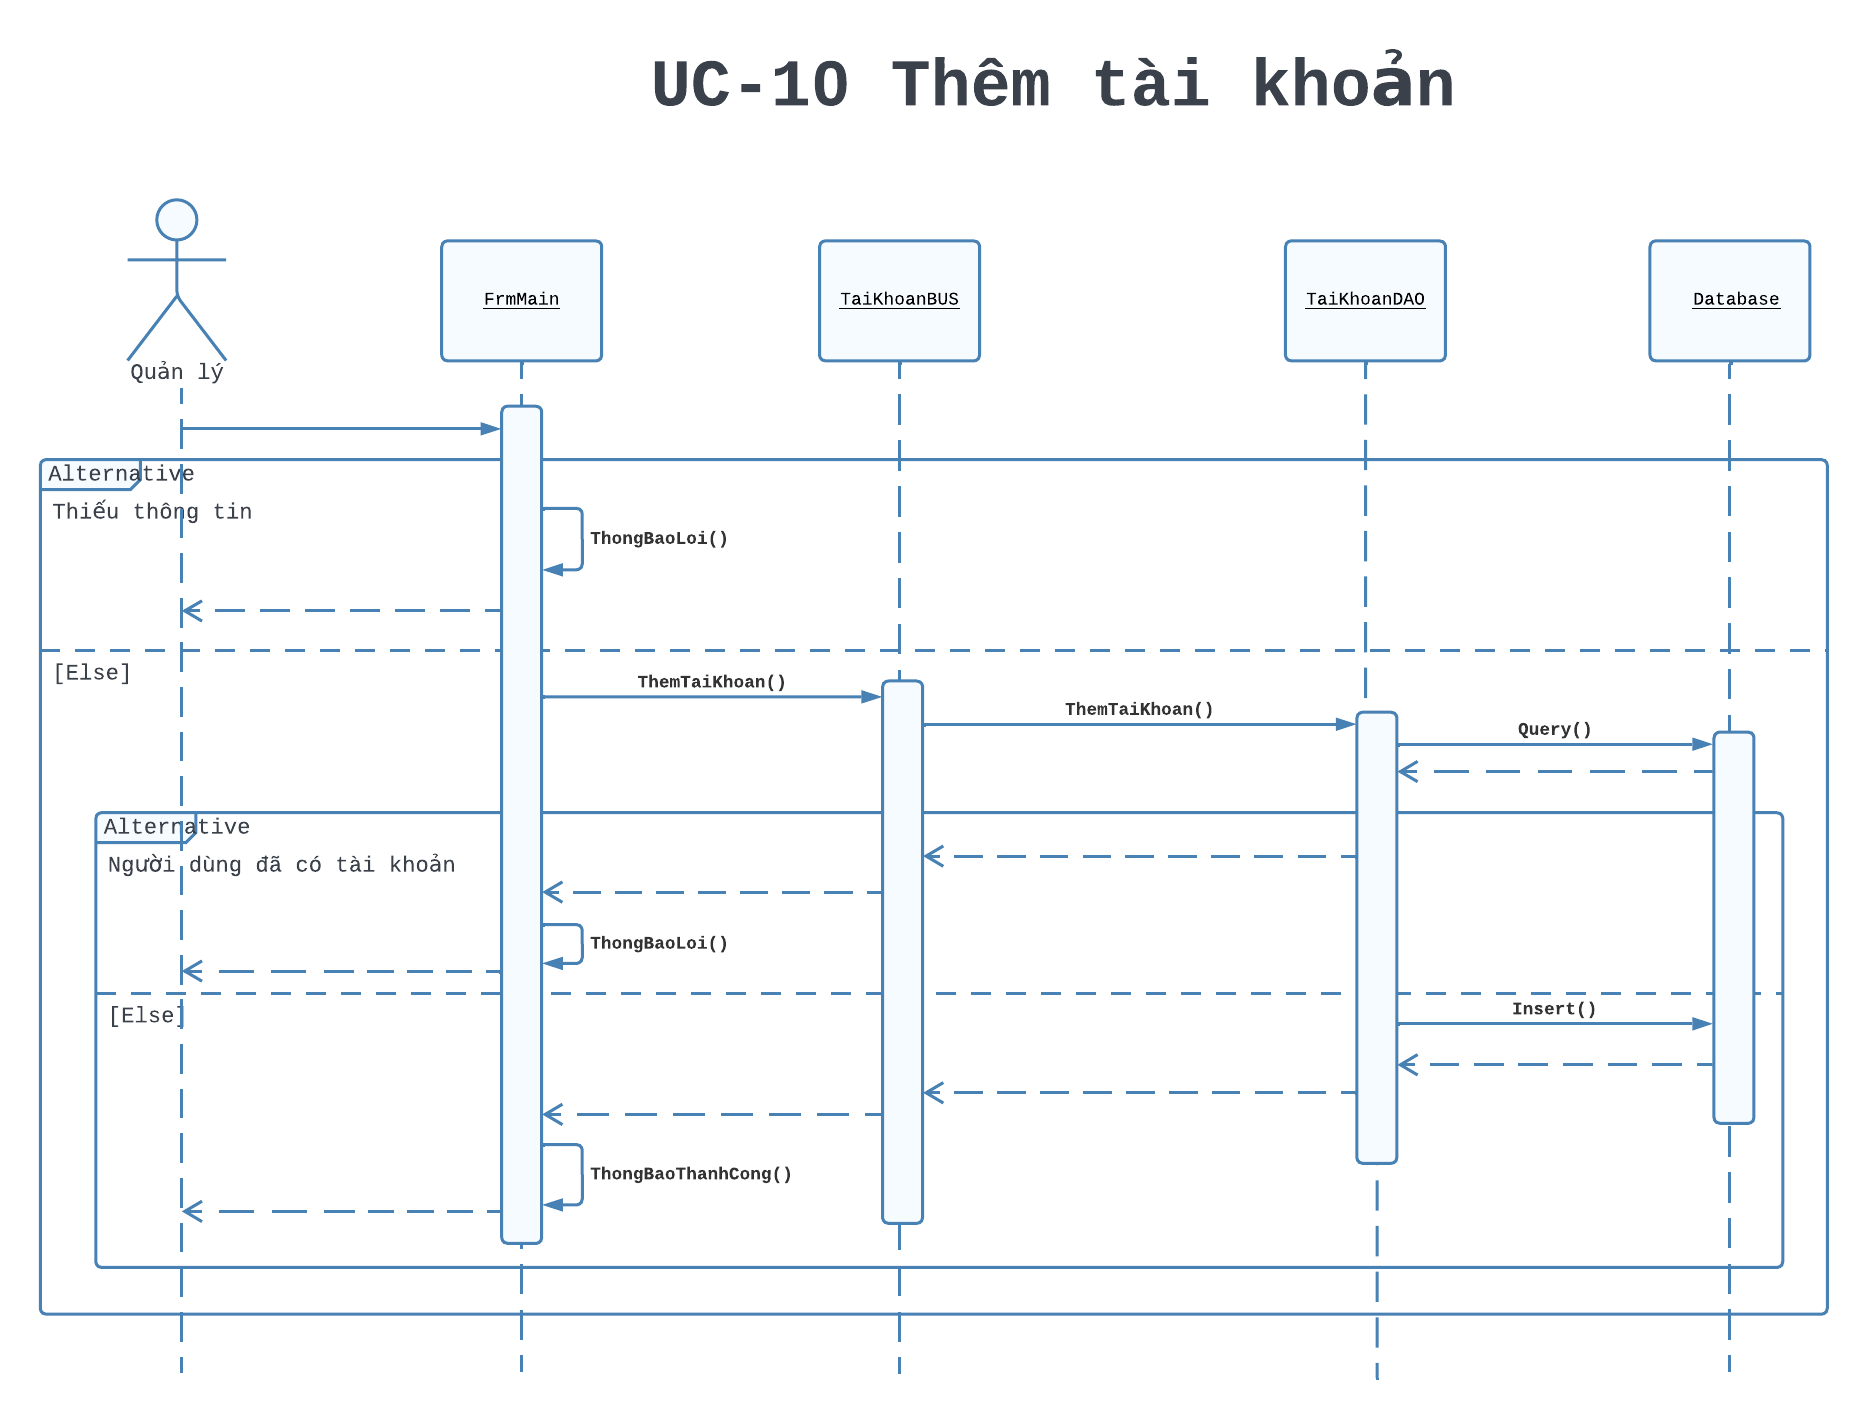 UC-10 Thêm tài khoản
Quản lý
FrmMain
TaiKhoanBUS
TaiKhoanDAO
Database
Alternative
Thiếu thông tin
ThongBaoLoi()
[Else]
ThemTaiKhoan()
ThemTaiKhoan()
Query()
Alternative
Người dùng đã có tài khoản
ThongBaoLoi()
[Else]
Insert()
ThongBaoThanhCong()